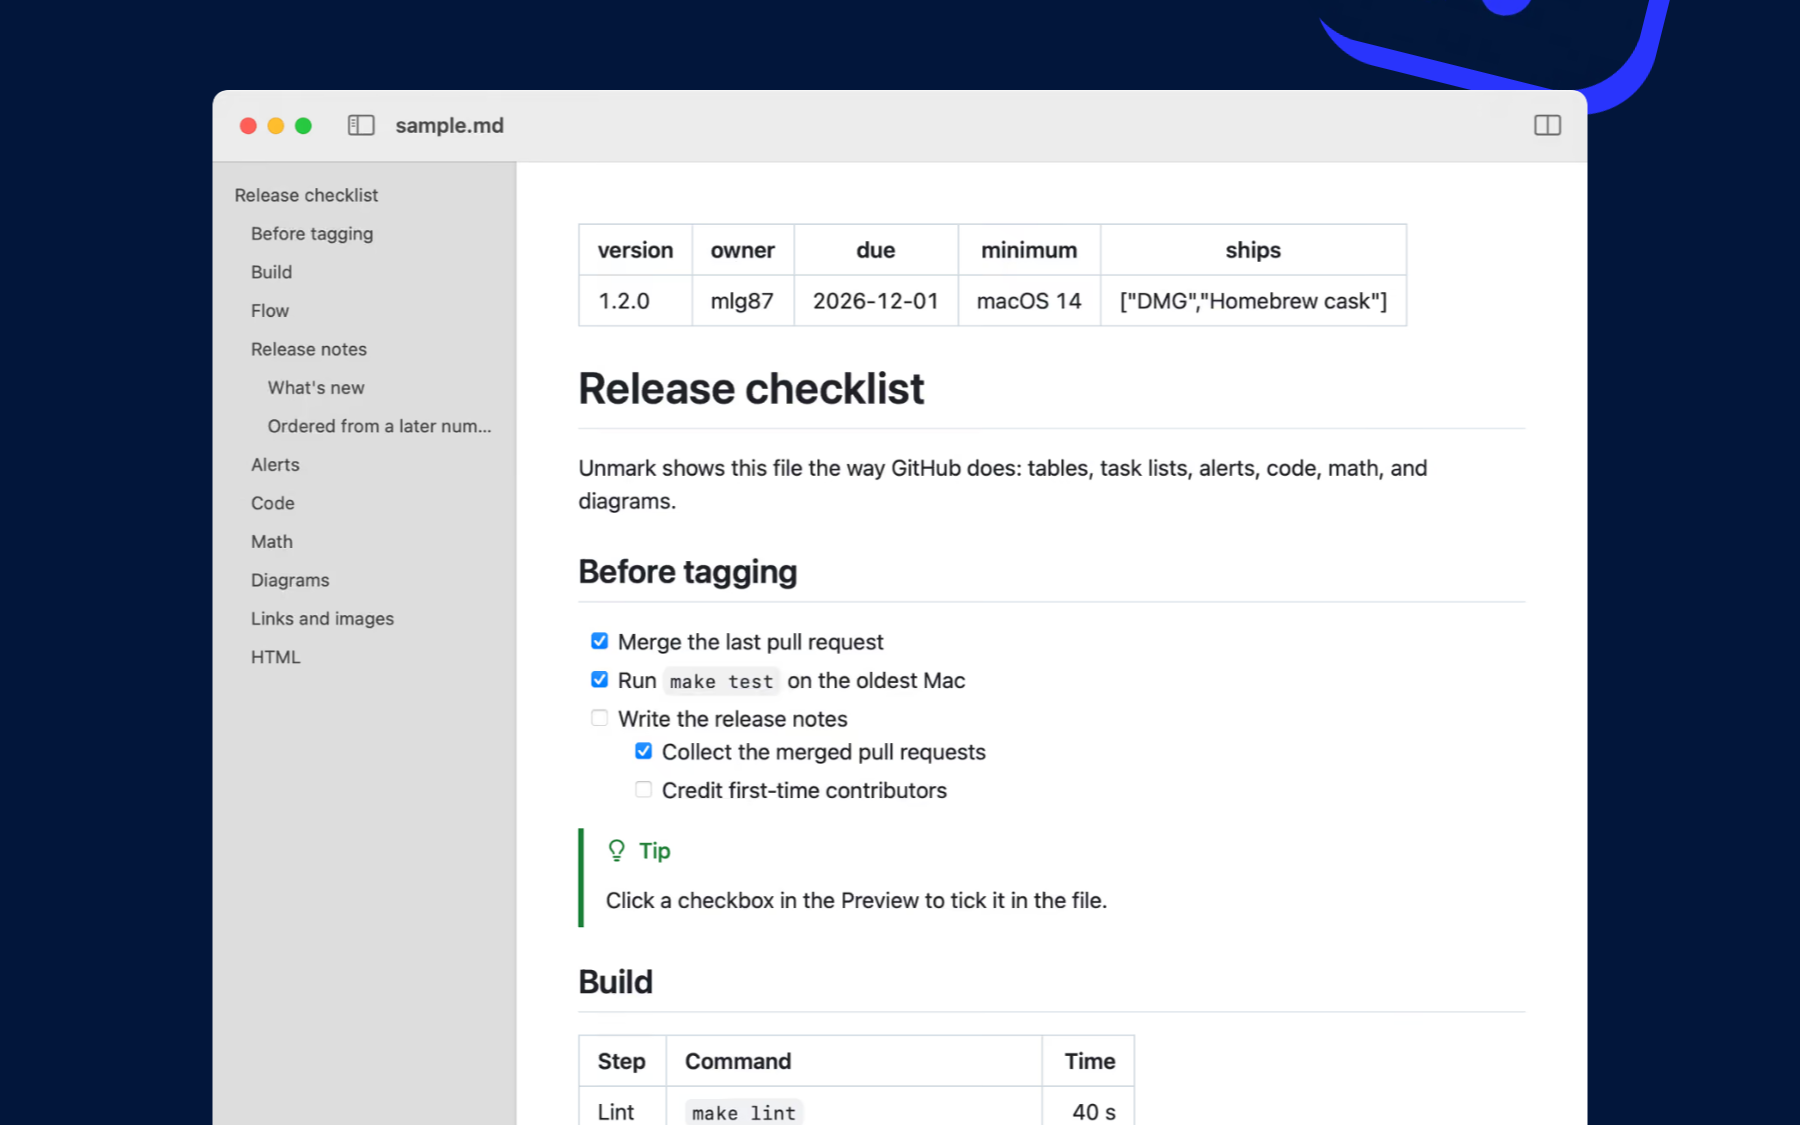 sample.md
Release checklist
Before tagging
Build
Flow
Release notes
What's new
Ordered from a later num...
Alerts
Code
Math
Diagrams
Links and images
HTML
version owner due minimum ships
1.2.0 mlg87 2026-12-01 macOS 14 ["DMG","Homebrew cask"]
Release checklist
Unmark shows this file the way GitHub does: tables, task lists, alerts, code, math, and
diagrams.
Before tagging
Merge the last pull request
Run make test on the oldest Mac
Write the release notes
Collect the merged pull requests
Credit first-time contributors
Tip
Click a checkbox in the Preview to tick it in the file.
Build
Step Command Time
Lint make lint 40 s